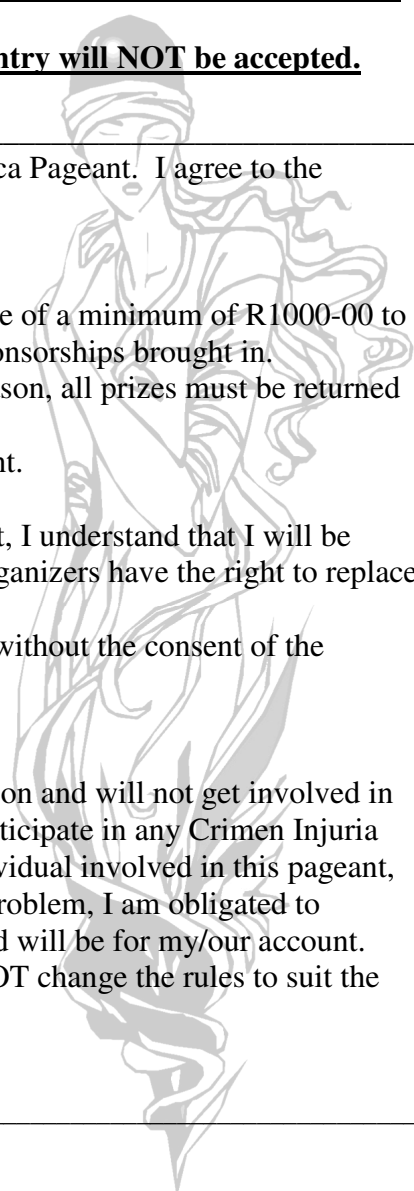 ntry will NOT be accepted.
ca Pageant. I agree to the
e of a minimum of R1000-00 to
onsorships brought in.
ason, all prizes must be returned
nt.
t, I understand that I will be
ganizers have the right to replace
without the consent of the
on and will not get involved in
ticipate in any Crimen Injuria
vidual involved in this pageant,
roblem, I am obligated to
d will be for my/our account.
OT change the rules to suit the